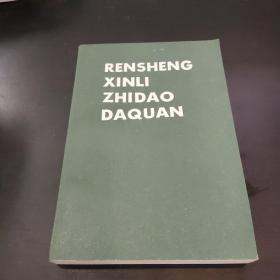 RENSHENG
XINLI
ZHIDAO
DAQUAN